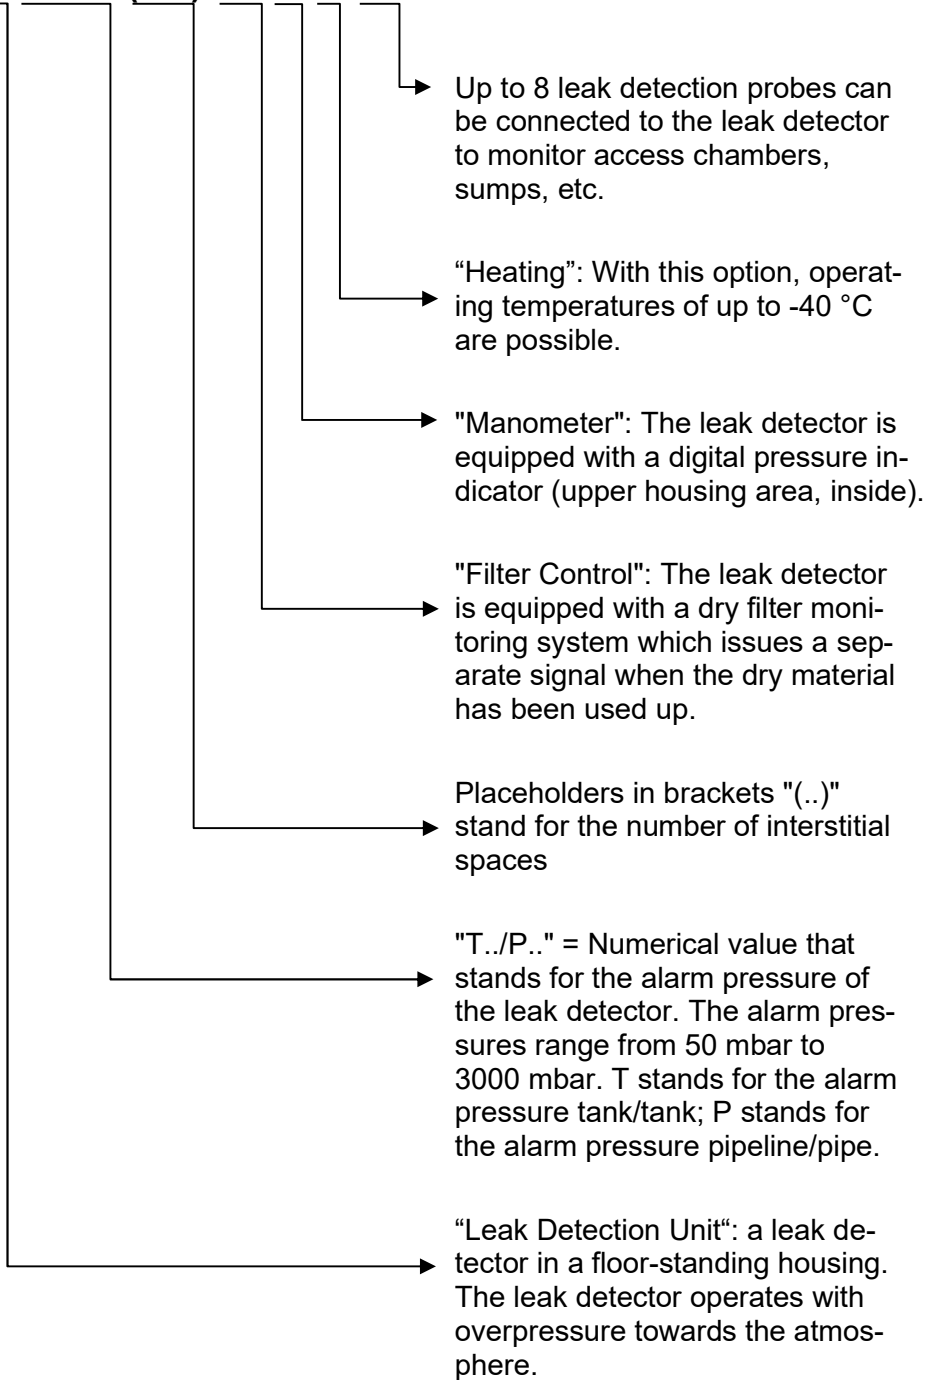 Up to 8 leak detection probes can
be connected to the leak detector
to monitor access chambers,
sumps, etc.
“Heating”: With this option, operat-
ing temperatures of up to -40 °C
are possible.
"Manometer": The leak detector is
equipped with a digital pressure in-
dicator (upper housing area, inside).
"Filter Control": The leak detector
is equipped with a dry filter moni-
toring system which issues a sep-
arate signal when the dry material
has been used up.
Placeholders in brackets "(..)"
stand for the number of interstitial
spaces
"T../P.." = Numerical value that
stands for the alarm pressure of
the leak detector. The alarm pres-
sures range from 50 mbar to
3000 mbar. T stands for the alarm
pressure tank/tank; P stands for
the alarm pressure pipeline/pipe.
“Leak Detection Unit“: a leak de-
tector in a floor-standing housing.
The leak detector operates with
overpressure towards the atmos-
phere.